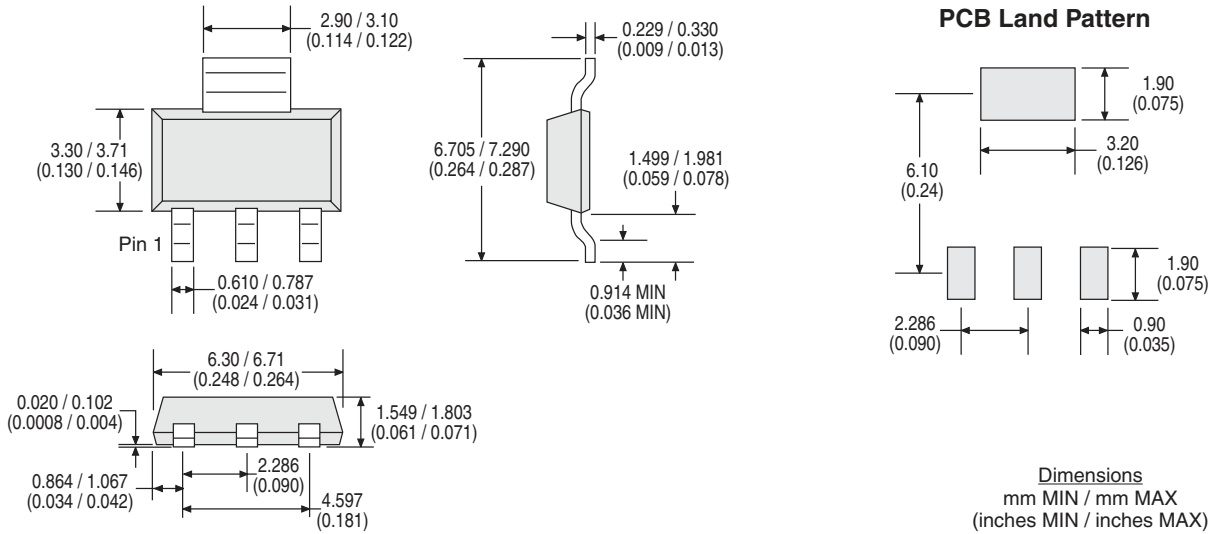 PCB Land Pattern
2.90 / 3.10
(0.114 / 0.122)
0.229 / 0.330
(0.009 / 0.013)
3.30 / 3.71
(0.130 / 0.146)
Pin 1
0.610 / 0.787
(0.024 / 0.031)
6.705 / 7.290
(0.264 / 0.287)
1.499 / 1.981
(0.059 / 0.078)
0.914 MIN
(0.036 MIN)
1.90
(0.075)
3.20
(0.126)
6.10
(0.24)
1.90
(0.075)
2.286
(0.090)
0.90
(0.035)
6.30 / 6.71
(0.248 / 0.264)
0.020 / 0.102
(0.0008 / 0.004)
1.549 / 1.803
(0.061 / 0.071)
0.864 / 1.067
(0.034 / 0.042)
2.286
(0.090)
4.597
(0.181)
Dimensions
mm MIN / mm MAX
(inches MIN / inches MAX)